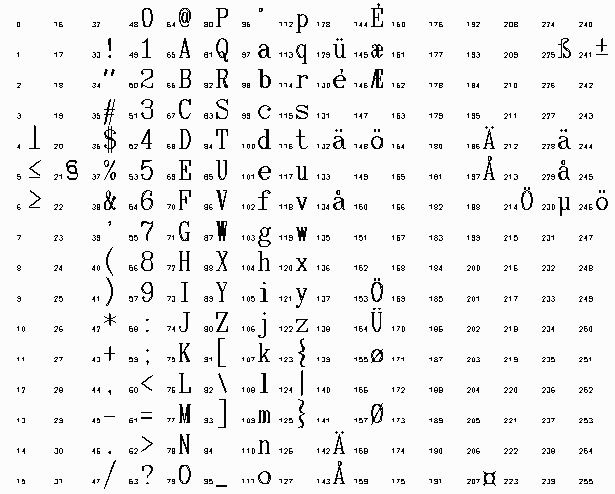 0 16 32 48 0 64 @ 80 P 96 ° 112 p 128 144 É 160 176 192 208 224 240
1 17 33 ! 49 1 65 A 81 Q 97 a 113 q 129 ü 145 æ 161 177 193 209 225 ß 241 ±
2 18 34 " 50 2 66 B 82 R 98 b 114 r 130 é 146 Æ 162 178 194 210 226 242
3 19 35 # 51 3 67 C 83 S 99 c 115 s 131 147 163 179 195 211 227 243
4 | 20 36 $ 52 4 68 D 84 T 100 d 116 t 132 ä 148 ö 164 180 196 Ä 212 228 ä 244
5 ≤ 21 § 37 % 53 5 69 E 85 U 101 e 117 u 133 149 165 181 197 Å 213 229 å 245
6 ≥ 22 38 & 54 6 70 F 86 V 102 f 118 v 134 å 150 166 182 198 214 Ö 230 µ 246 ö
7 23 39 ' 55 7 71 G 87 W 103 g 119 w 135 151 167 183 199 215 231 247
8 24 40 ( 56 8 72 H 88 X 104 h 120 x 136 152 168 184 200 216 232 248
9 25 41 ) 57 9 73 I 89 Y 105 i 121 y 137 153 Ö 169 185 201 217 233 249
10 26 42 * 58 : 74 J 90 Z 106 j 122 z 138 154 Ü 170 186 202 218 234 250
11 27 43 + 59 ; 75 K 91 [ 107 k 123 { 139 155 ø 171 187 203 219 235 251
12 28 44 , 60 < 76 L 92 \ 108 l 124 | 140 156 172 188 204 220 236 252
13 29 45 - 61 = 77 M 93 ] 109 m 125 { 141 157 Ø 173 189 205 221 237 253
14 30 46 . 62 > 78 N 94 110 n 126 142 Ä 158 174 190 206 222 238 254
15 31 47 / 63 ? 79 O 95 _ 111 o 127 143 Å 159 175 191 207 ¤ 223 239 255